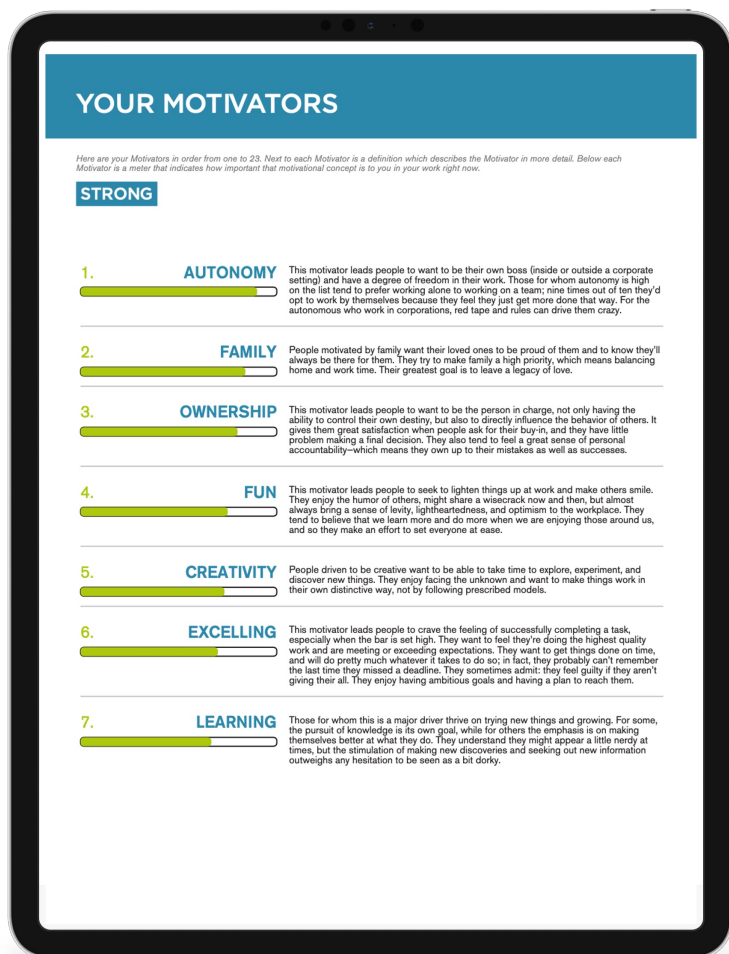 YOUR MOTIVATORS
Here are your Motivators in order from one to 23. Next to each Motivator is a definition which describes the Motivator in more detail. Below each
Motivator is a meter that indicates how important that motivational concept is to you in your work right now.
STRONG
1. AUTONOMY
This motivator leads people to want to be their own boss (inside or outside a corporate
setting) and have a degree of freedom in their work. Those for whom autonomy is high
on the list tend to prefer working alone to working on a team; nine times out of ten they'd
opt to work by themselves because they feel they just get more done that way. For the
autonomous who work in corporations, red tape and rules can drive them crazy.
2. FAMILY
People motivated by family want their loved ones to be proud of them and to know they'll
always be there for them. They try to make family a high priority, which means balancing
home and work time. Their greatest goal is to leave a legacy of love.
3. OWNERSHIP
This motivator leads people to want to be the person in charge, not only having the
ability to control their own destiny, but also to directly influence the behavior of others. It
gives them great satisfaction when people ask for their buy-in, and they have little
problem making a final decision. They also tend to feel a great sense of personal
accountability—which means they own up to their mistakes as well as successes.
4. FUN
This motivator leads people to seek to lighten things up at work and make others smile.
They enjoy the humor of others, might share a wisecrack now and then, but almost
always bring a sense of levity, lightheartedness, and optimism to the workplace. They
tend to believe that we learn more and do more when we are enjoying those around us,
and so they make an effort to set everyone at ease.
5. CREATIVITY
People driven to be creative want to be able to take time to explore, experiment, and
discover new things. They enjoy facing the unknown and want to make things work in
their own distinctive way, not by following prescribed models.
6. EXCELLING
This motivator leads people to crave the feeling of successfully completing a task,
especially when the bar is set high. They want to feel they're doing the highest quality
work and are meeting or exceeding expectations. They want to get things done on time,
and will do pretty much whatever it takes to do so; in fact, they probably can't remember
the last time they missed a deadline. They sometimes admit: they feel guilty if they aren't
giving their all. They enjoy having ambitious goals and having a plan to reach them.
7. LEARNING
Those for whom this is a major driver thrive on trying new things and growing. For some,
the pursuit of knowledge is its own goal, while for others the emphasis is on making
themselves better at what they do. They understand they might appear a little nerdy at
times, but the stimulation of making new discoveries and seeking out new information
outweighs any hesitation to be seen as a bit dorky.